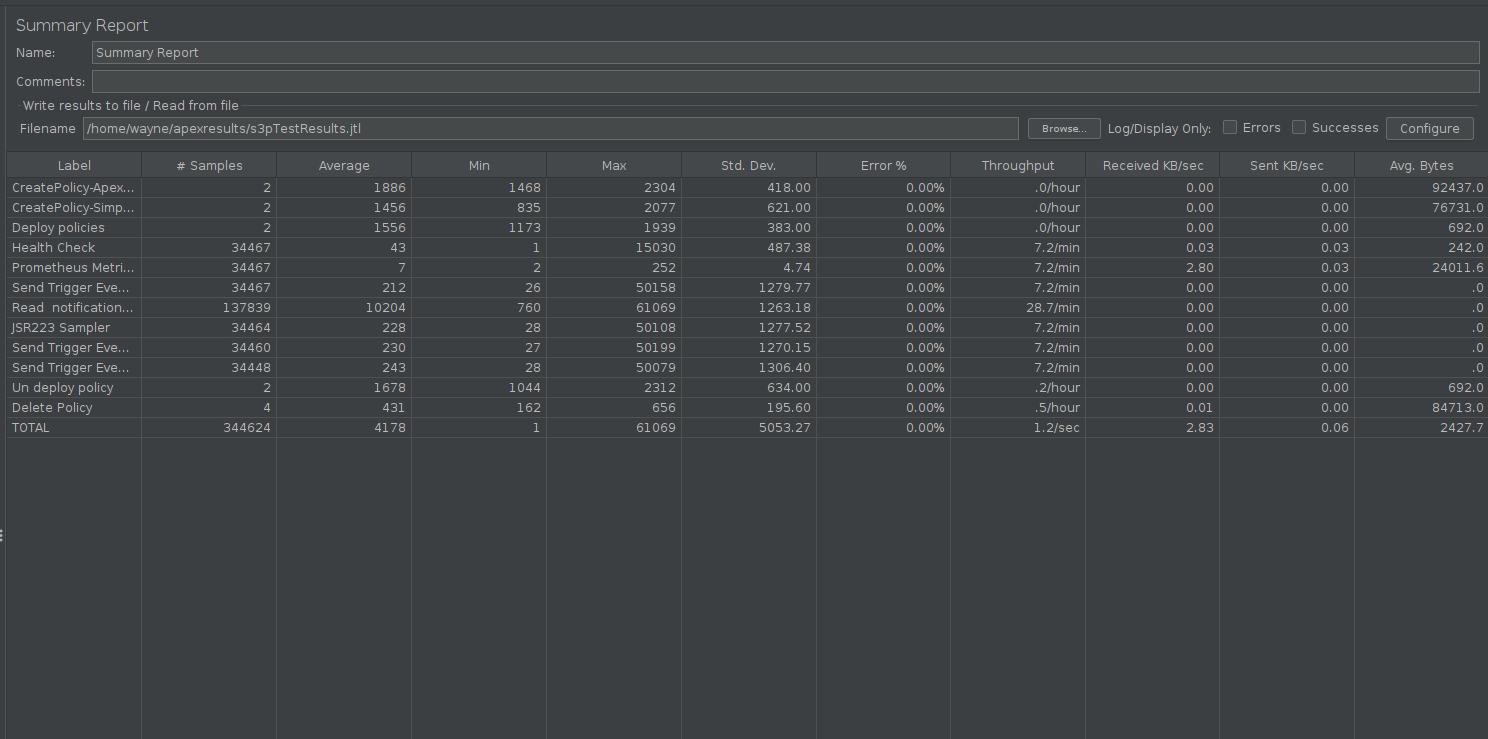 Summary Report
Name: Summary Report
Comments:
Write results to file / Read from file
Filename /home/wayne/apexresults/s3pTestResults.jtl Browse... Log/Display Only: Errors Successes Configure
Label # Samples Average Min Max Std. Dev. Error % Throughput Received KB/sec Sent KB/sec Avg. Bytes
CreatePolicy-Apex... 2 1886 1468 2304 418.00 0.00% .0/hour 0.00 0.00 92437.0
CreatePolicy-Simp... 2 1456 835 2077 621.00 0.00% .0/hour 0.00 0.00 76731.0
Deploy policies 2 1556 1173 1939 383.00 0.00% .0/hour 0.00 0.00 692.0
Health Check 34467 43 1 15030 487.38 0.00% 7.2/min 0.03 0.03 242.0
Prometheus Metri... 34467 7 2 252 4.74 0.00% 7.2/min 2.80 0.03 24011.6
Send Trigger Eve... 34467 212 26 50158 1279.77 0.00% 7.2/min 0.00 0.00 .0
Read notification... 137839 10204 760 61069 1263.18 0.00% 28.7/min 0.00 0.00 .0
JSR223 Sampler 34464 228 28 50108 1277.52 0.00% 7.2/min 0.00 0.00 .0
Send Trigger Eve... 34460 230 27 50199 1270.15 0.00% 7.2/min 0.00 0.00 .0
Send Trigger Eve... 34448 243 28 50079 1306.40 0.00% 7.2/min 0.00 0.00 .0
Un deploy policy 2 1678 1044 2312 634.00 0.00% .2/hour 0.00 0.00 692.0
Delete Policy 4 431 162 656 195.60 0.00% .5/hour 0.01 0.00 84713.0
TOTAL 344624 4178 1 61069 5053.27 0.00% 1.2/sec 2.83 0.06 2427.7